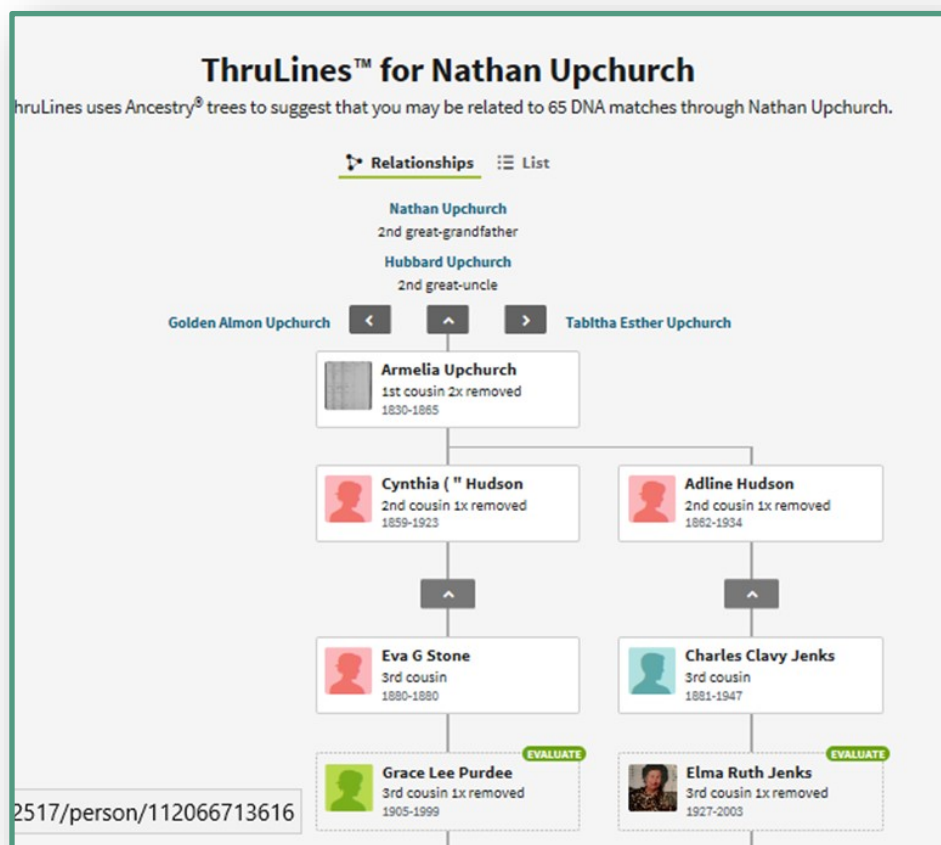 ThruLines™ for Nathan Upchurch
hruLines uses Ancestry® trees to suggest that you may be related to 65 DNA matches through Nathan Upchurch.
Relationships List
Nathan Upchurch
2nd great-grandfather
Hubbard Upchurch
2nd great-uncle
Golden Almon Upchurch Tabitha Esther Upchurch
Armelia Upchurch
1st cousin 2x removed
1830-1865
Cynthia ( " Hudson
2nd cousin 1x removed
1859-1923
Adline Hudson
2nd cousin 1x removed
1862-1934
Eva G Stone
3rd cousin
1880-1880
Charles Clavy Jenks
3rd cousin
1881-1947
EVALUATE
Grace Lee Purdee
3rd cousin 1x removed
1905-1999
EVALUATE
Elma Ruth Jenks
3rd cousin 1x removed
1927-2003
2517/person/112066713616